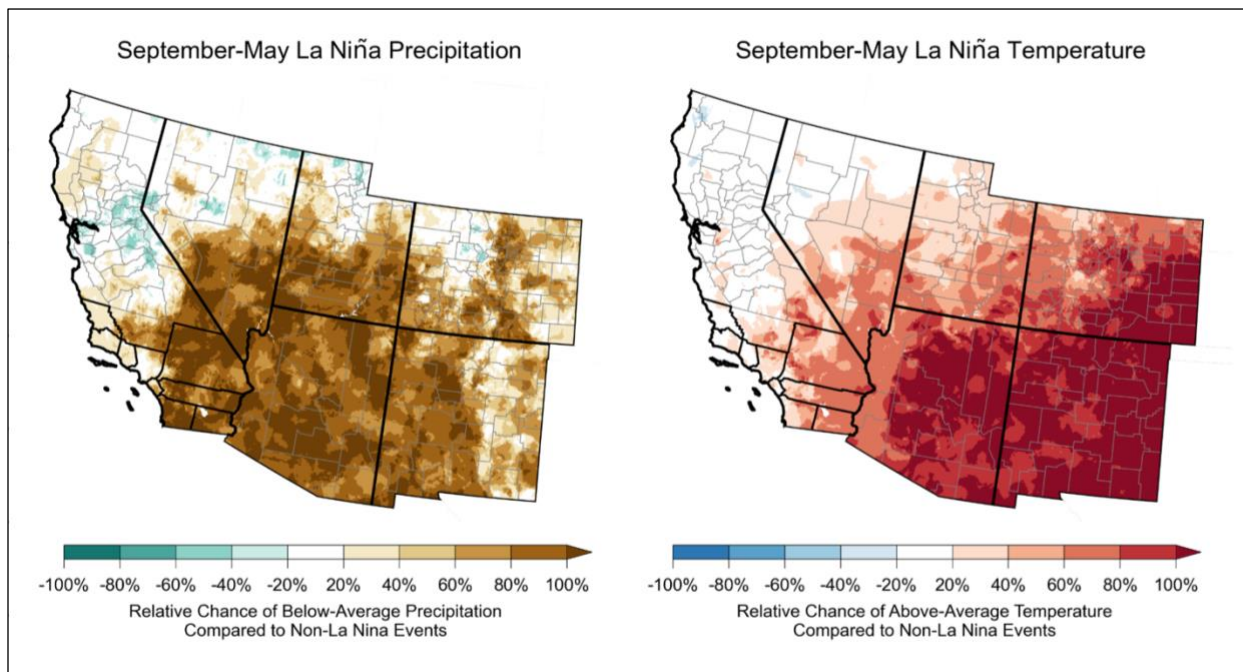 September-May La Niña Precipitation
-100% -80% -60% -40% -20% 20% 40% 60% 80% 100%
Relative Chance of Below-Average Precipitation
Compared to Non-La Nina Events
September-May La Niña Temperature
-100% -80% -60% -40% -20% 20% 40% 60% 80% 100%
Relative Chance of Above-Average Temperature
Compared to Non-La Nina Events